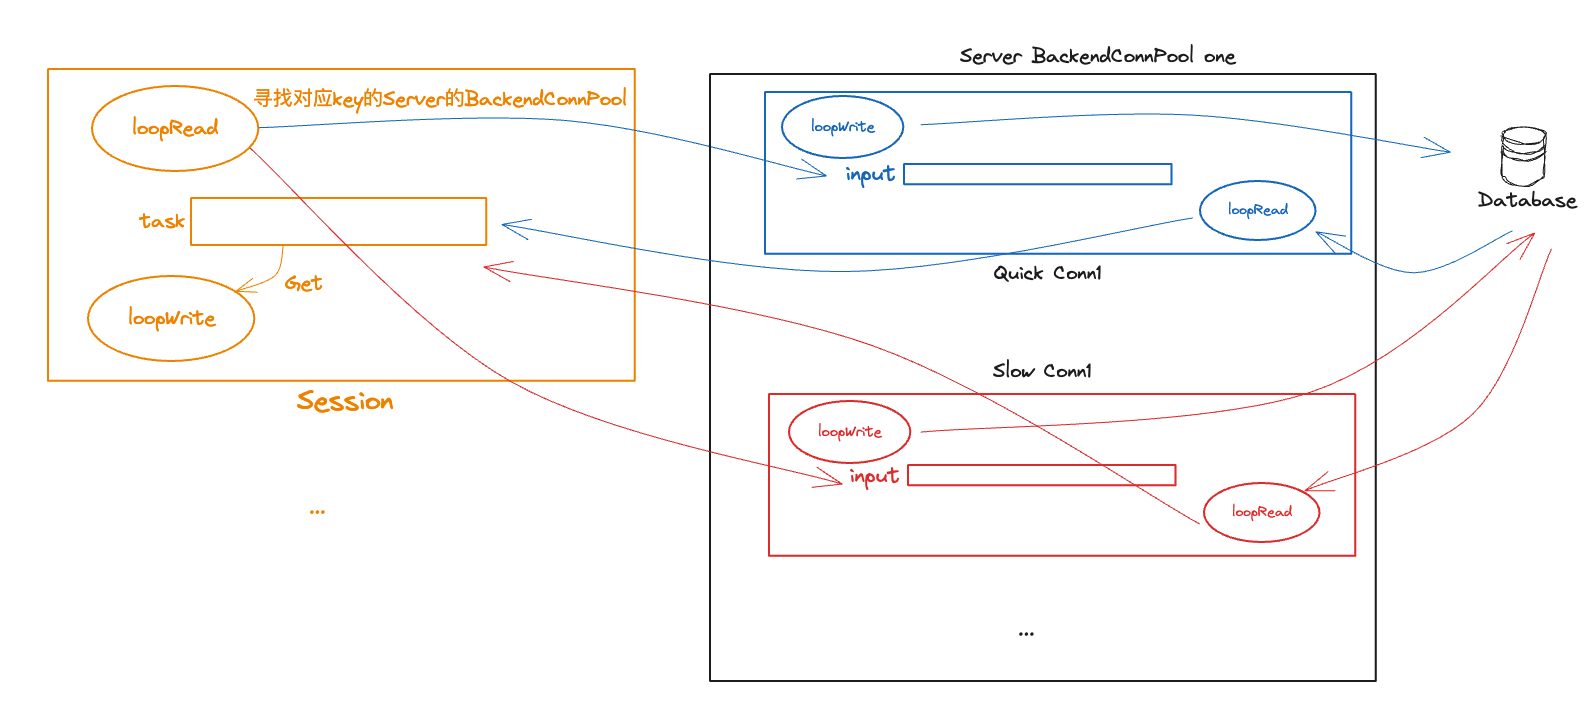 Server BackendConnPool one
寻找对应key的Server的BackendConnPool
loopRead
task
Get
loopWrite
Session
...
loopWrite
input
loopRead
Quick Conn1
Slow Conn1
loopWrite
input
loopRead
...
Database